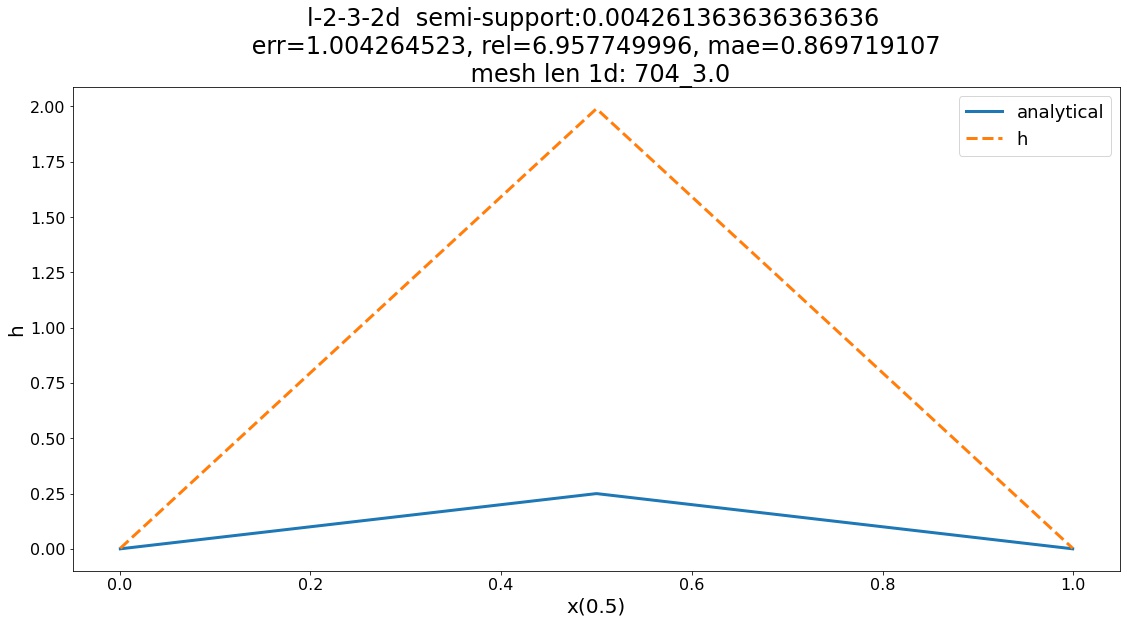 l-2-3-2d  semi-support:0.004261363636363636
err=1.004264523, rel=6.957749996, mae=0.869719107
mesh len 1d: 704_3.0
analytical
h
2.00
1.75
1.50
1.25
1.00
0.75
0.50
0.25
0.00
h
0.0
0.2
0.4
0.6
0.8
1.0
x(0.5)